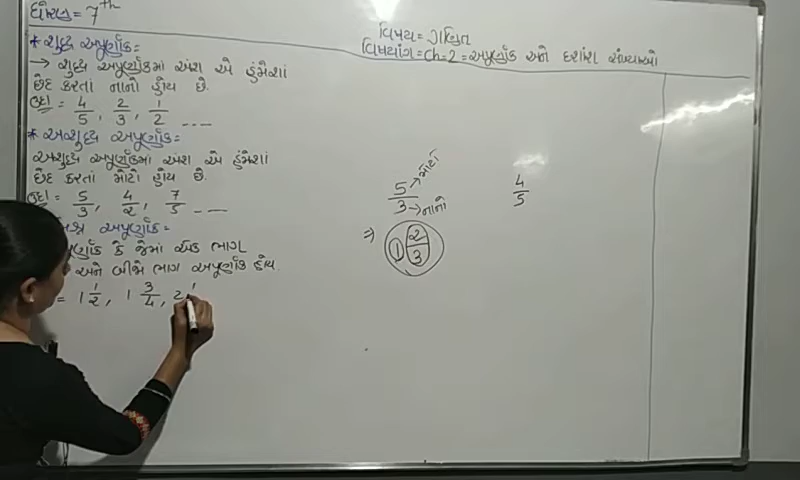 ધોરણ = 7th
વિષય = ગણિત
વિષયાંગ = Ch = 2 = અપૂર્ણાંક અને દશાંશ સંખ્યાઓ
* શુદ્ધ અપૂર્ણાંક =
→ શુદ્ધ અપૂર્ણાંકમાં અંશ એ હંમેશાં
છેદ કરતાં નાનો હોય છે.
ઉદા = 4/5, 2/3, 1/2 ---
* અશુદ્ધ અપૂર્ણાંક =
અશુદ્ધ અપૂર્ણાંકમાં અંશ એ હંમેશાં
છેદ કરતાં મોટો હોય છે.
ઉદા = 5/3, 4/2, 7/5 ---
અપૂર્ણાંક =
કે જેમાં એક ભાગ
અને બીજો ભાગ અપૂર્ણાંક હોય.
= 1 1/2, 1 3/4, 2 1
5/3 → મોટો → નાનો
⇒ 1 2/3
4/5